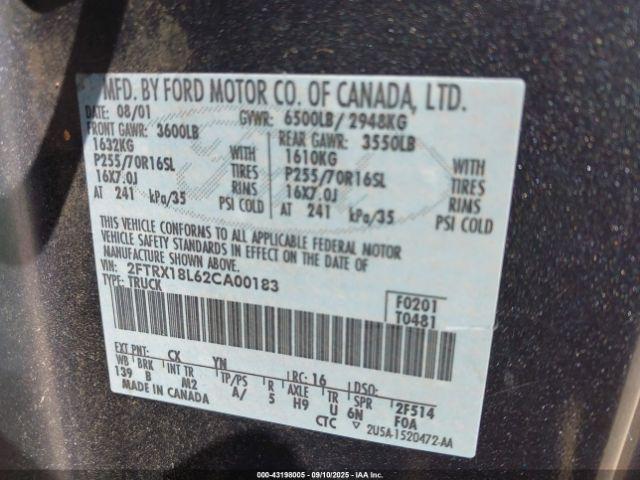 MFD. BY FORD MOTOR CO. OF CANADA, LTD.
DATE: 08/01 GVWR: 6500LB/ 2948KG
FRONT GAWR: 3600LB REAR GAWR: 3550LB
1632KG WITH 1610KG WITH
P255/70R16SL TIRES P255/70R16SL TIRES
16X7.0J RIMS 16X7.0J RIMS
AT 241 kPa/35 PSI COLD AT 241 kPa/35 PSI COLD
THIS VEHICLE CONFORMS TO ALL APPLICABLE FEDERAL MOTOR
VEHICLE SAFETY STANDARDS IN EFFECT ON THE DATE OF
MANUFACTURE SHOWN ABOVE.
VIN: 2FTRX18L62CA00183
TYPE: TRUCK
F0201
T0481
EXT PNT: CX YN RC: 16 DSO:
WB BRK INT TR TP/PS R AXLE TR SPR 2F514
139 B M2 A/ 5 H9 U 6N F0A
MADE IN CANADA CTC ▽ 2U5A-1520472-AA
000-43198005 - 09/10/2025 - IAAI.COM